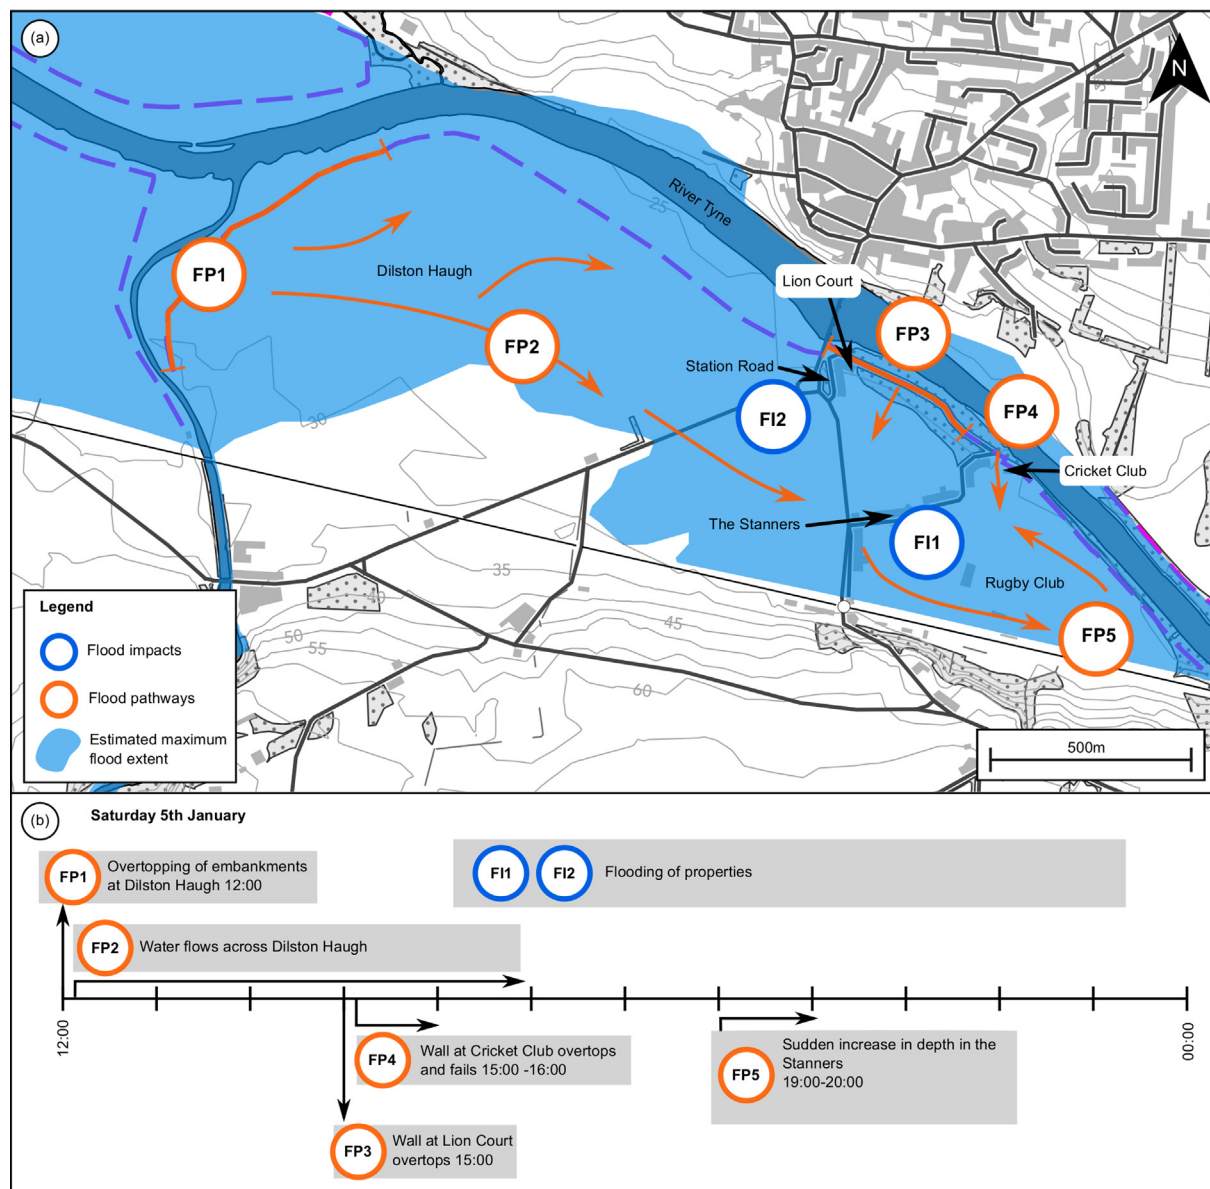 (a)
N
River Tyne
25
FP1
Dilston Haugh
Lion Court
FP3
FP2
Station Road
FI2
FP4
30
Cricket Club
The Stanners
FI1
35
Rugby Club
40
45
50
55
FP5
60
Legend
Flood impacts
Flood pathways
Estimated maximum
flood extent
500m
(b)
Saturday 5th January
FP1
Overtopping of embankments
at Dilston Haugh 12:00
FI1
FI2
Flooding of properties
FP2
Water flows across Dilston Haugh
12:00
00:00
FP4
Wall at Cricket Club overtops
and fails 15:00 -16:00
FP5
Sudden increase in depth in the
Stanners
19:00-20:00
FP3
Wall at Lion Court
overtops 15:00